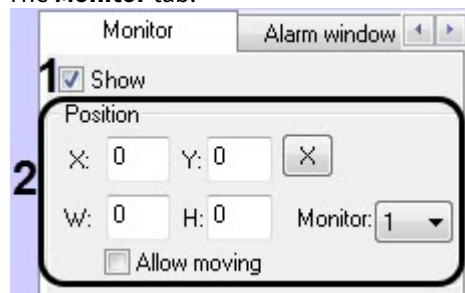 The Monitor tab:
Monitor Alarm window
1 Show
Position
X: 0 Y: 0 X
2
W: 0 H: 0 Monitor: 1
Allow moving